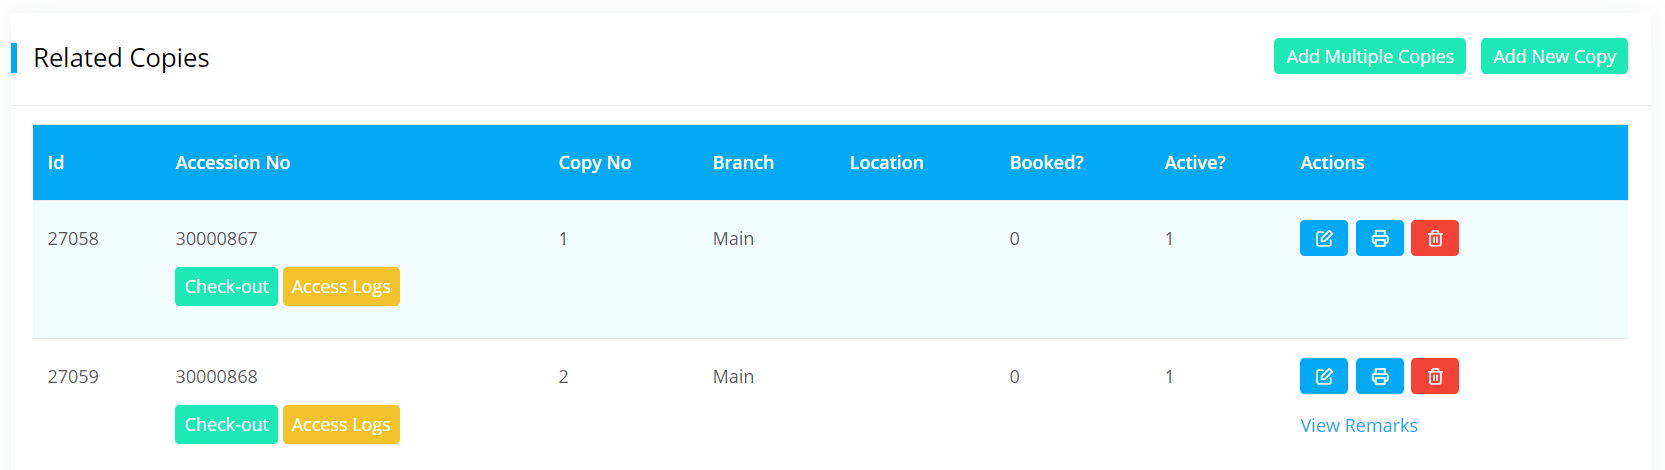 Related Copies
Add Multiple Copies Add New Copy
Id Accession No Copy No Branch Location Booked? Active? Actions
27058 30000867 1 Main 0 1
Check-out Access Logs
27059 30000868 2 Main 0 1
Check-out Access Logs View Remarks